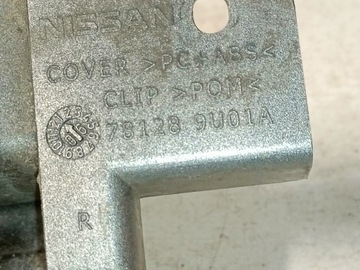 NISSAN
COVER >PC+ABS<
CLIP >POM<
78128 9U01A
R